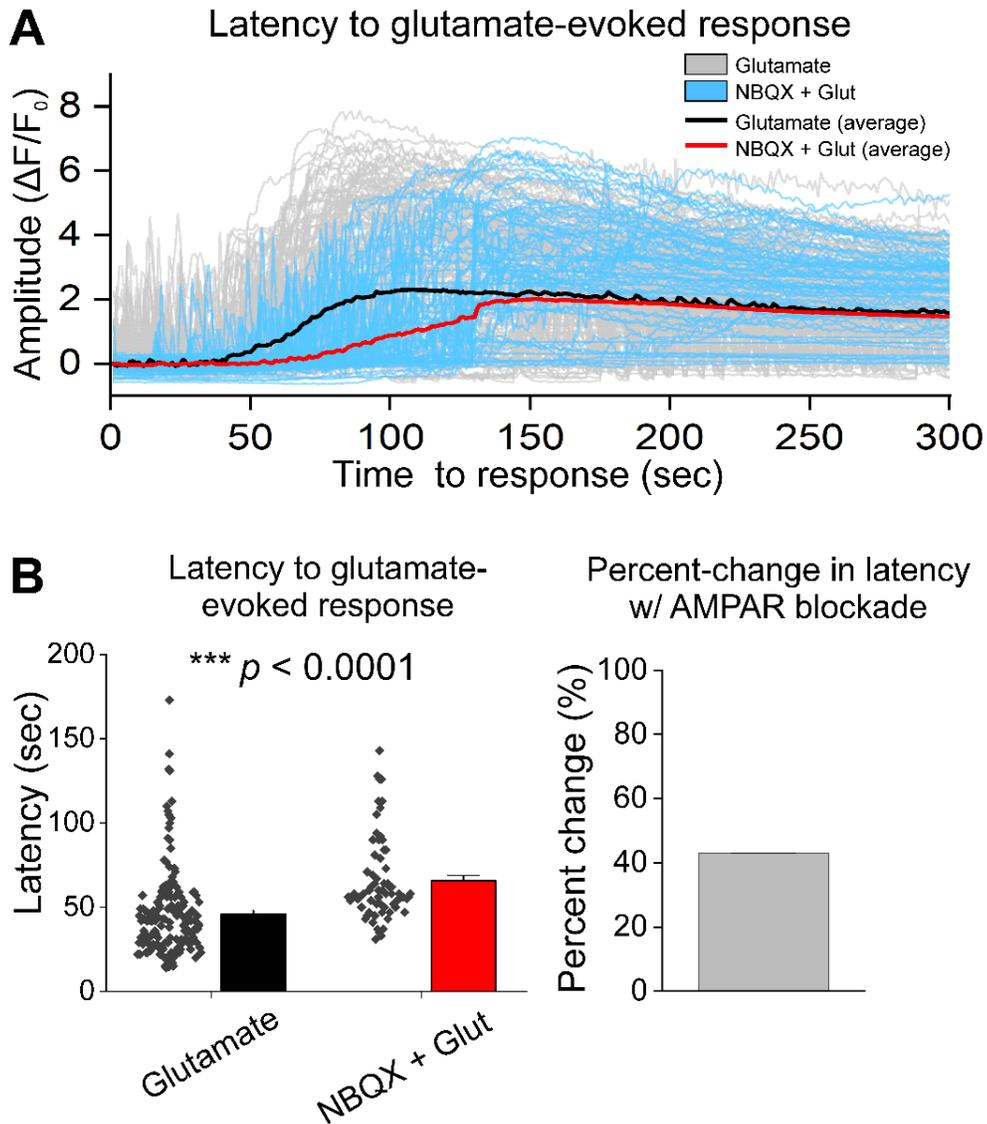 A
Latency to glutamate-evoked response
Glutamate
NBQX + Glut
Glutamate (average)
NBQX + Glut (average)
Amplitude (ΔF/F₀)
8
6
4
2
0
0 50 100 150 200 250 300
Time to response (sec)
B
Latency to glutamate-
evoked response
*** p < 0.0001
Latency (sec)
200
150
100
50
0
Glutamate
NBQX + Glut
Percent-change in latency
w/ AMPAR blockade
Percent change (%)
100
80
60
40
20
0